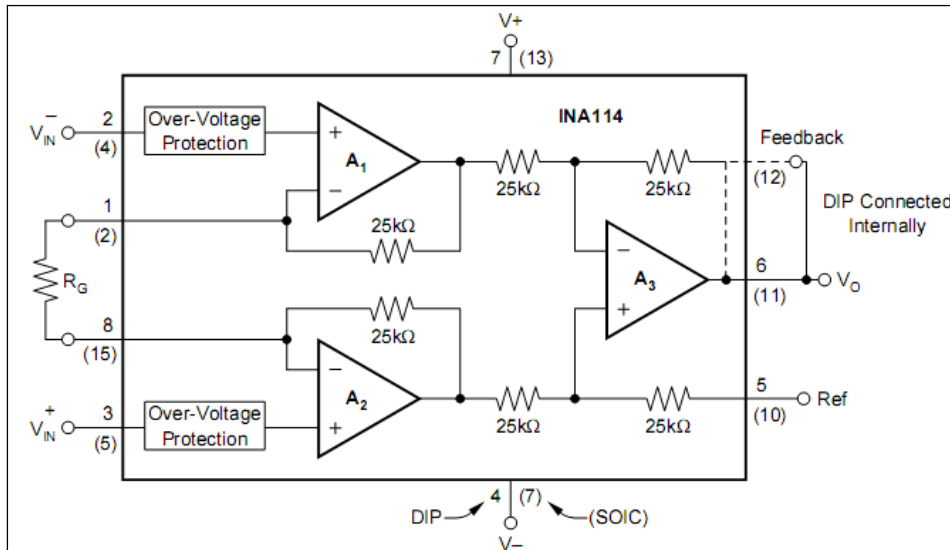 V+
7 (13)
INA114
V‾IN
2
(4)
Over-Voltage
Protection
+
A1
−
25kΩ
25kΩ
25kΩ
Feedback
(12)
DIP Connected
Internally
1
(2)
RG
8
(15)
25kΩ
−
A3
+
6
(11)
VO
−
A2
+
V+IN
3
(5)
Over-Voltage
Protection
25kΩ
25kΩ
5
(10)
Ref
DIP
4 (7)
(SOIC)
V–